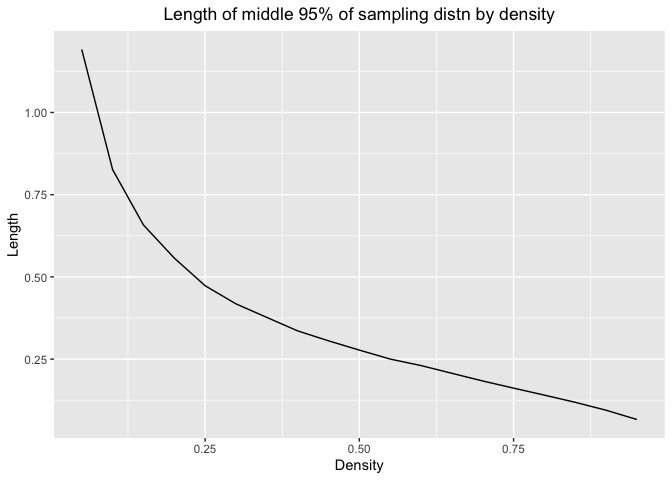 Length of middle 95% of sampling distn by density
1.00
0.75
0.50
0.25
Length
0.25 0.50 0.75
Density